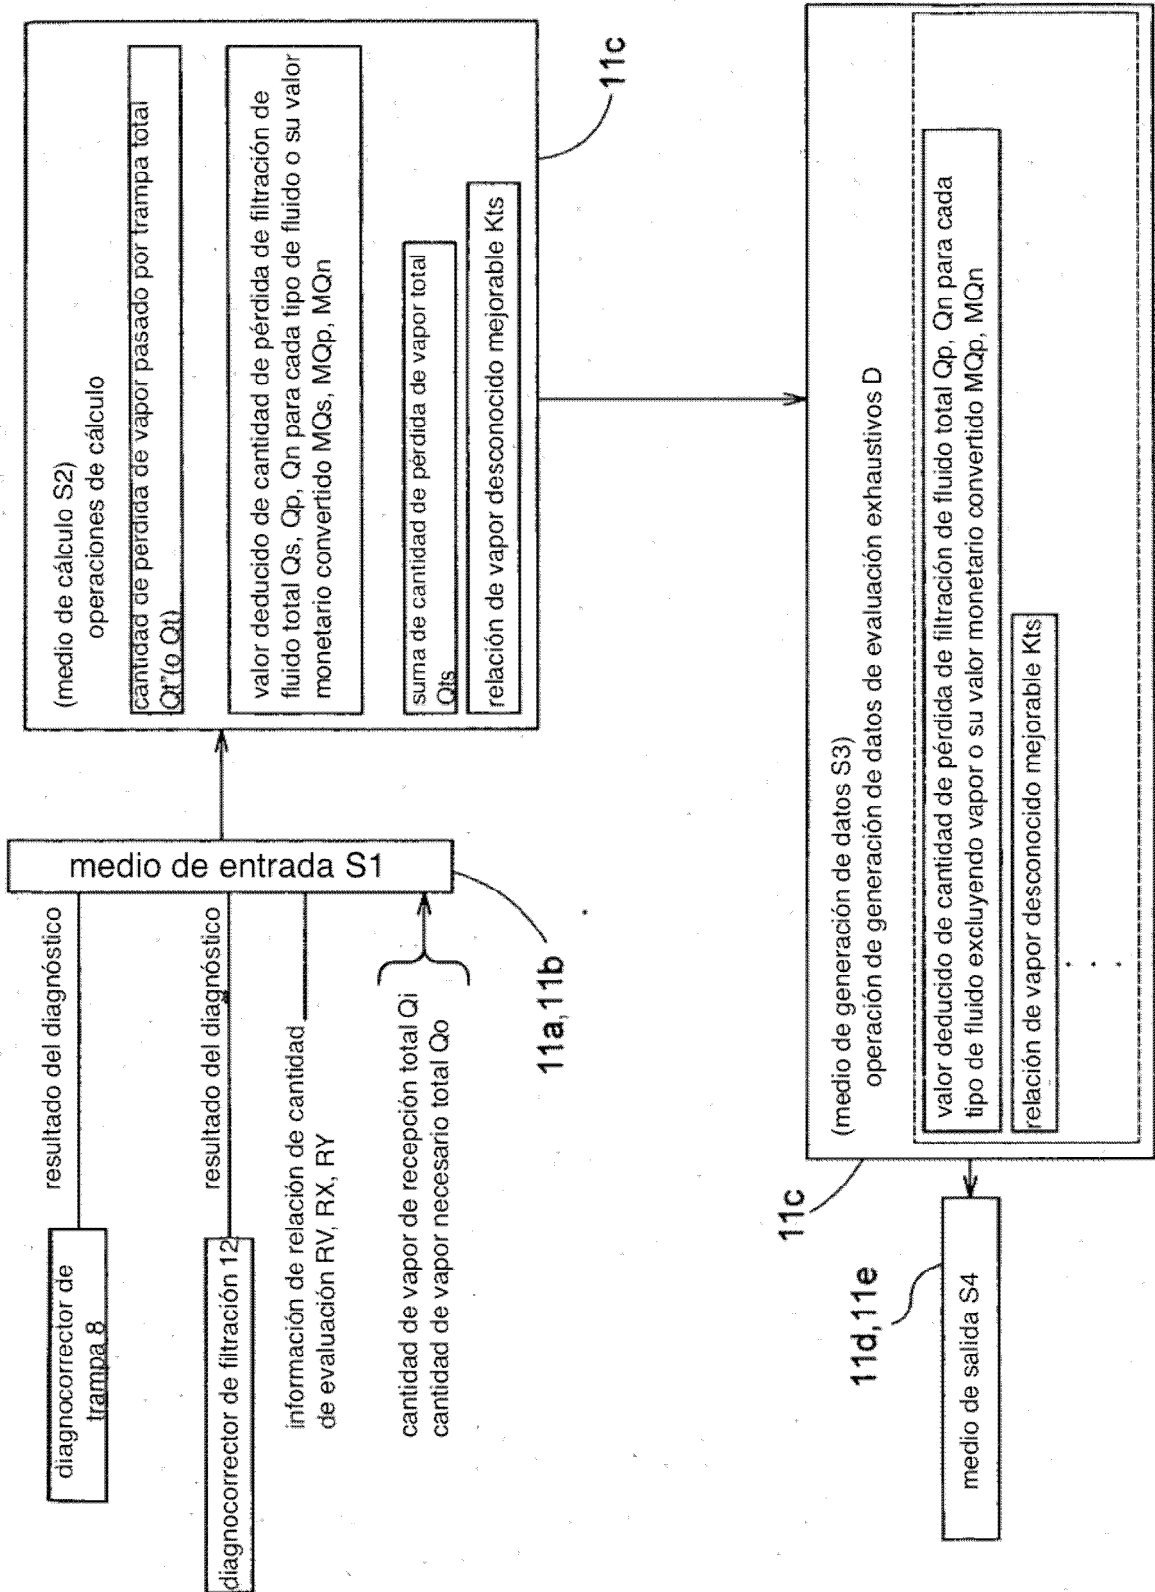 diagnocorrector de
trampa 8
resultado del diagnóstico
diagnocorrector de filtración 12
resultado del diagnóstico
información de relación de cantidad
de evaluación RV, RX, RY
cantidad de vapor de recepción total Qi
cantidad de vapor necesario total Qo
medio de entrada S1
11a,11b
(medio de cálculo S2)
operaciones de cálculo
cantidad de perdida de vapor pasado por trampa total
Qt"(o Qt)
valor deducido de cantidad de pérdida de filtración de
fluido total Qs, Qp, Qn para cada tipo de fluido o su valor
monetario convertido MQs, MQp, MQn
suma de cantidad de pérdida de vapor total
Qts
relación de vapor desconocido mejorable Kts
11c
(medio de generación de datos S3)
operación de generación de datos de evaluación exhaustivos D
valor deducido de cantidad de pérdida de filtración de fluido total Qp, Qn para cada
tipo de fluido excluyendo vapor o su valor monetario convertido MQp, MQn
relación de vapor desconocido mejorable Kts
. . .
11c
medio de salida S4
11d,11e